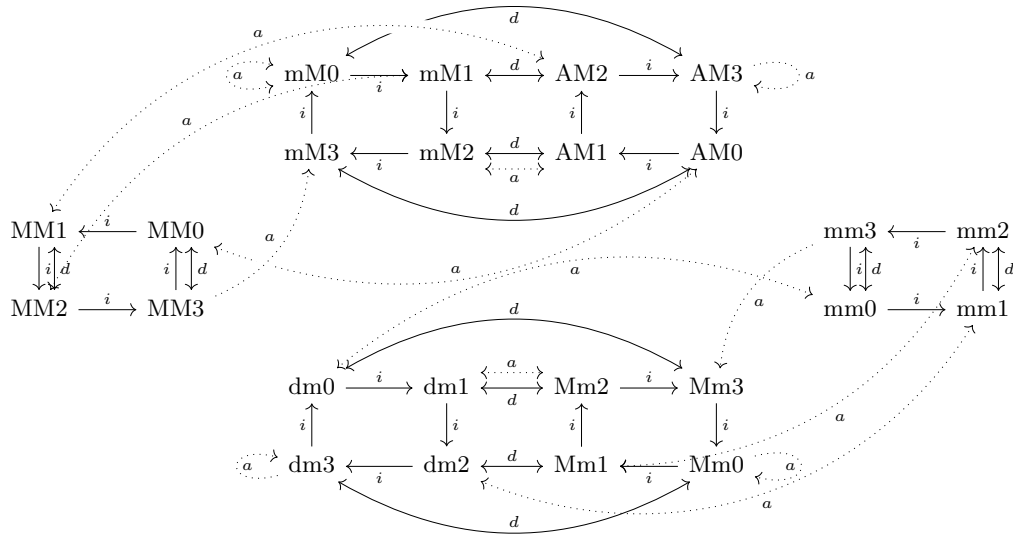 d
a
a mM0 i mM1 d AM2 i AM3 a
a
i i i i
mM3 i mM2 d AM1 i AM0
a
d
MM1 i MM0 a mm3 i mm2
i d i d a a i d i d
MM2 i MM3 mm0 i mm1
a
d
dm0 i dm1 a d Mm2 i Mm3
i i i i a
a dm3 i dm2 d Mm1 i Mm0 a
a
d